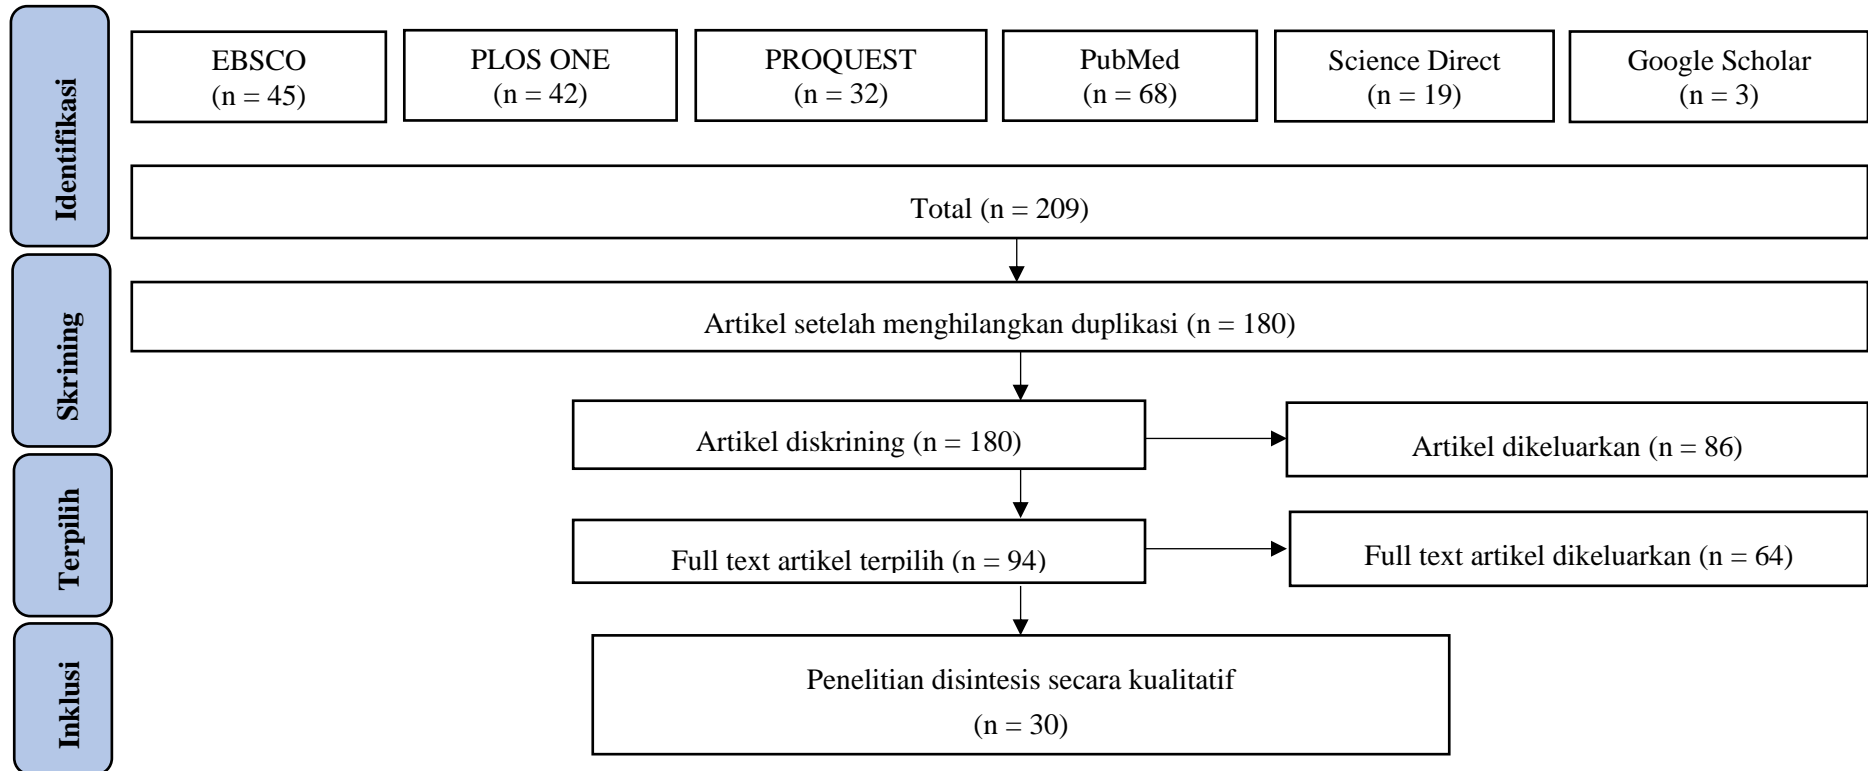 Identifikasi
EBSCO
(n = 45)
PLOS ONE
(n = 42)
PROQUEST
(n = 32)
PubMed
(n = 68)
Science Direct
(n = 19)
Google Scholar
(n = 3)
Total (n = 209)
Skrining
Artikel setelah menghilangkan duplikasi (n = 180)
Artikel diskrining (n = 180)
Artikel dikeluarkan (n = 86)
Terpilih
Full text artikel terpilih (n = 94)
Full text artikel dikeluarkan (n = 64)
Inklusi
Penelitian disintesis secara kualitatif
(n = 30)